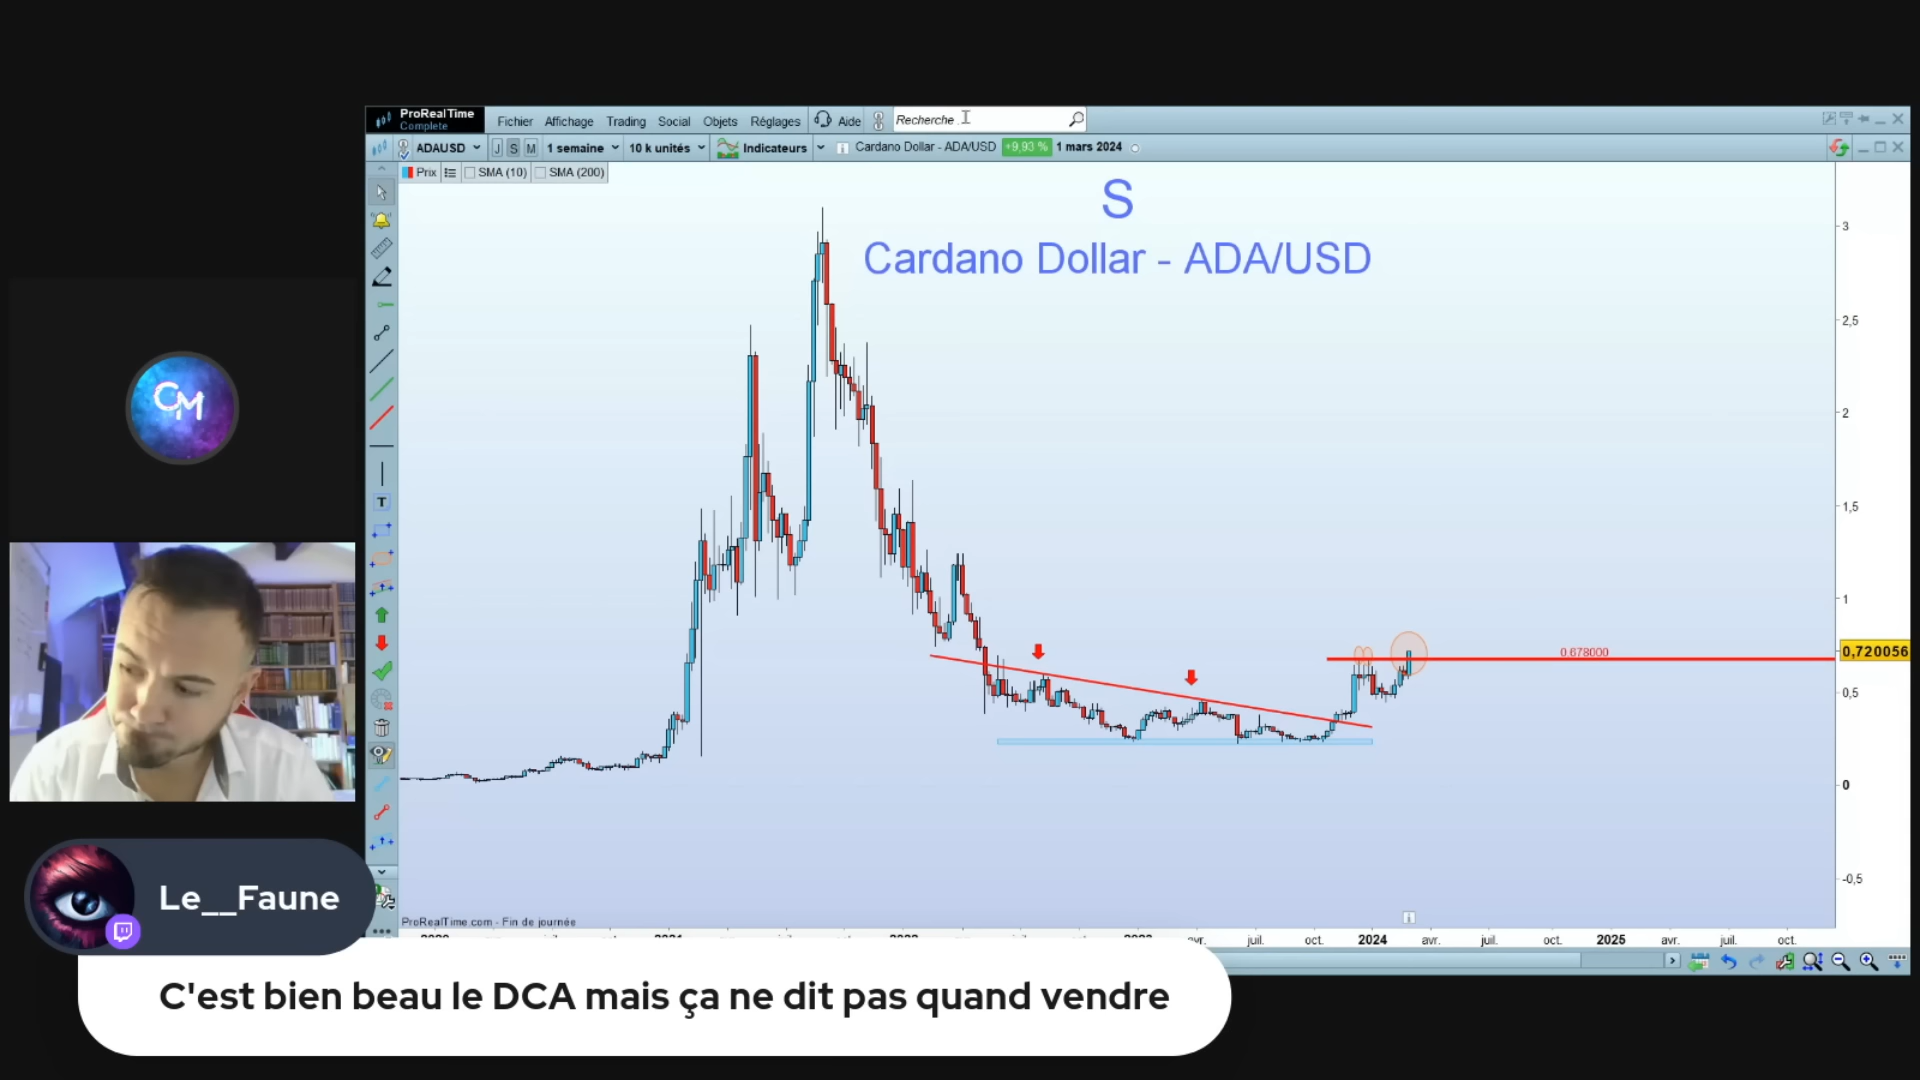 ProRealTime
Complete
Fichier Affichage Trading Social Objets Réglages Aide Recherche...
ADAUSD J S M 1 semaine 10 k unités Indicateurs Cardano Dollar - ADA/USD +9,93 % 1 mars 2024
Prix SMA (10) SMA (200)
S
Cardano Dollar - ADA/USD
3
2,5
2
1,5
1
0.678000
0,720056
0,5
0
-0,5
CM
T
ProRealTime.com - Fin de journée
juil. oct. 2024 avr. juil. oct. 2025 avr. juil. oct.
Le__Faune
C'est bien beau le DCA mais ça ne dit pas quand vendre